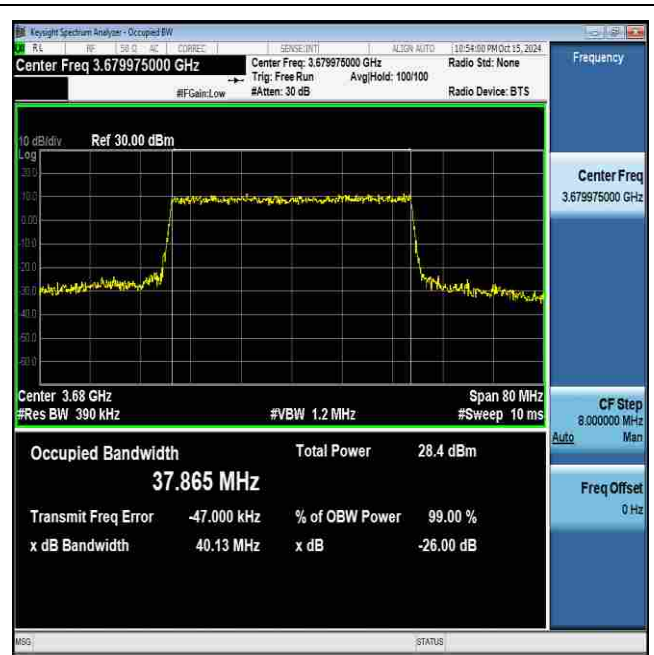 Keysight Spectrum Analyzer - Occupied BW
RL RF 50 Ω AC CORREC SENSE:INT ALIGN AUTO 10:54:00 PM Oct 15, 2024
Center Freq 3.679975000 GHz
Center Freq: 3.679975000 GHz
Radio Std: None
Trig: Free Run Avg|Hold: 100/100
#IFGain:Low
#Atten: 30 dB
Radio Device: BTS
10 dB/div Ref 30.00 dBm
Log
20.0
10.0
0.00
-10.0
-20.0
-30.0
-40.0
-50.0
-60.0
Center 3.68 GHz Span 80 MHz
#Res BW 390 kHz #VBW 1.2 MHz #Sweep 10 ms
Occupied Bandwidth Total Power 28.4 dBm
37.865 MHz
Transmit Freq Error -47.000 kHz % of OBW Power 99.00 %
x dB Bandwidth 40.13 MHz x dB -26.00 dB
MSG STATUS
Frequency
Center Freq
3.679975000 GHz
CF Step
8.000000 MHz
Auto Man
Freq Offset
0 Hz